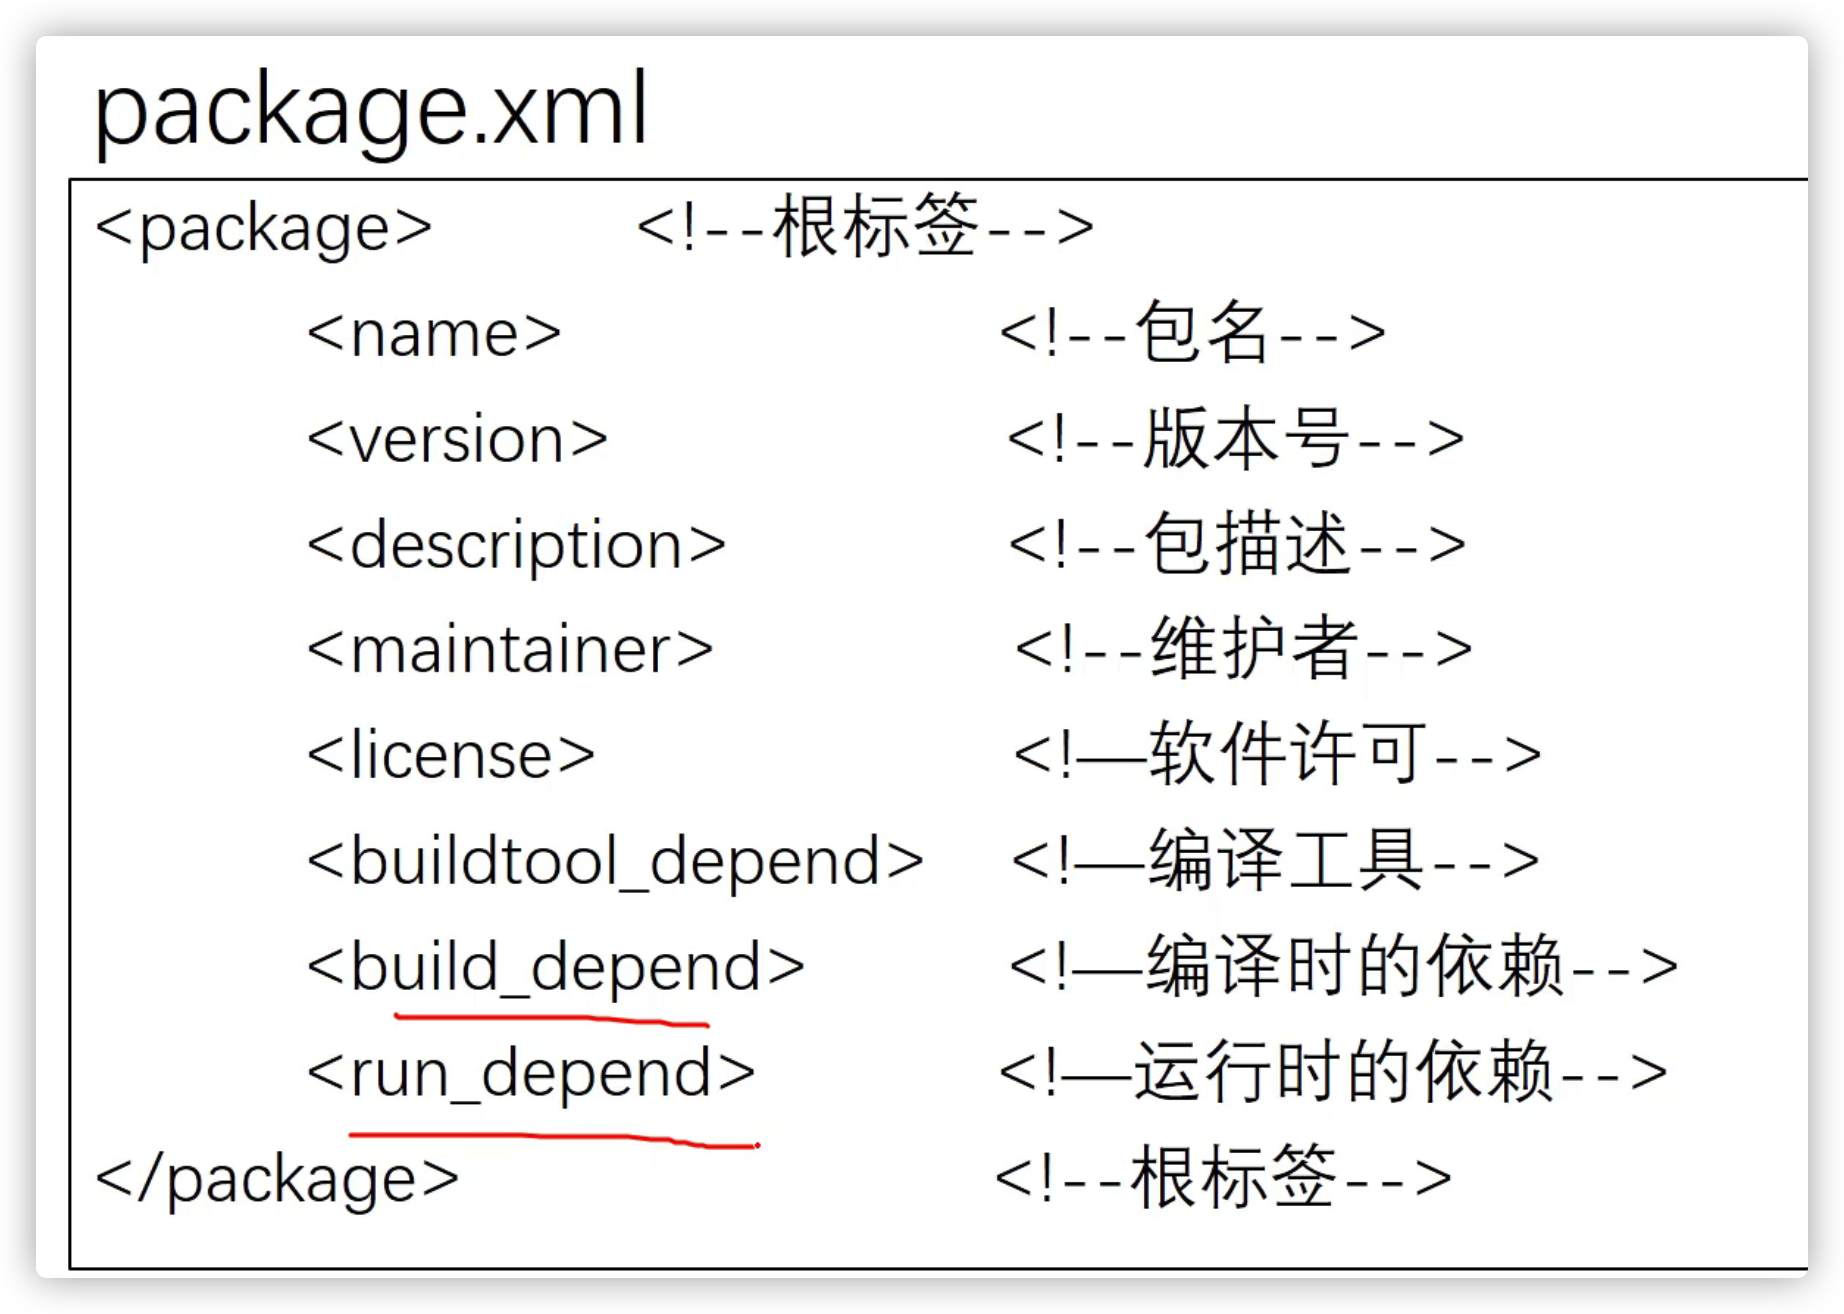 package.xml
<package> <!--根标签-->
<name> <!--包名-->
<version> <!--版本号-->
<description> <!--包描述-->
<maintainer> <!--维护者-->
<license> <!—软件许可-->
<buildtool_depend> <!—编译工具-->
<build_depend> <!—编译时的依赖-->
<run_depend> <!—运行时的依赖-->
</package> <!--根标签-->